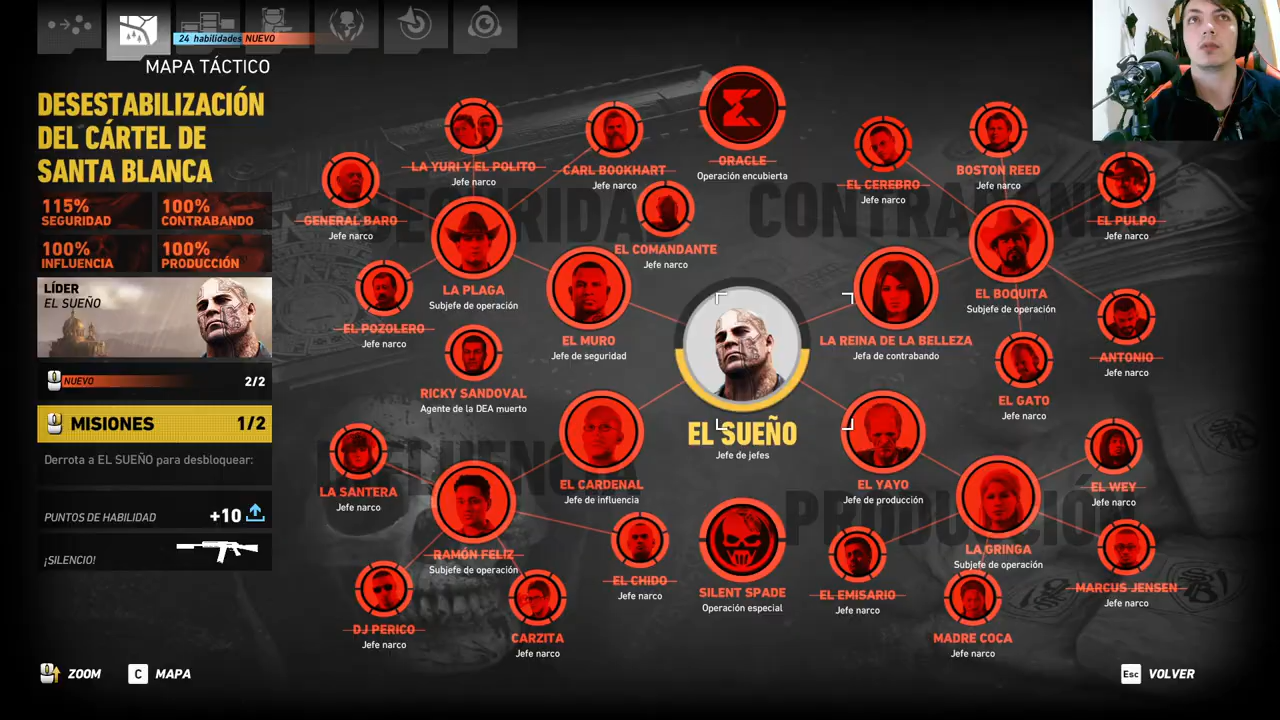 24 habilidades NUEVO
MAPA TÁCTICO
DESESTABILIZACIÓN
DEL CÁRTEL DE
SANTA BLANCA
115%
SEGURIDAD
100%
CONTRABANDO
100%
INFLUENCIA
100%
PRODUCCIÓN
LÍDER
EL SUEÑO
NUEVO
2/2
MISIONES
1/2
Derrota a EL SUEÑO para desbloquear:
PUNTOS DE HABILIDAD
+10
¡SILENCIO!
SEGURIDAD
CONTRABANDO
INFLUENCIA
PRODUCCIÓN
LA YURI Y EL POLITO
Jefe narco
CARL BOOKHART
Jefe narco
ORACLE
Operación encubierta
EL CEREBRO
Jefe narco
BOSTON REED
Jefe narco
GENERAL BARO
Jefe narco
EL COMANDANTE
Jefe narco
EL PULPO
Jefe narco
LA PLAGA
Subjefe de operación
EL BOQUITA
Subjefe de operación
EL POZOLERO
Jefe narco
EL MURO
Jefe de seguridad
LA REINA DE LA BELLEZA
Jefa de contrabando
ANTONIO
Jefe narco
RICKY SANDOVAL
Agente de la DEA muerto
EL GATO
Jefe narco
EL SUEÑO
Jefe de jefes
LA SANTERA
Jefe narco
EL CARDENAL
Jefe de influencia
EL YAYO
Jefe de producción
EL WEY
Jefe narco
RAMÓN FELIZ
Subjefe de operación
LA GRINGA
Subjefe de operación
EL CHIDO
Jefe narco
SILENT SPADE
Operación especial
EL EMISARIO
Jefe narco
MARCUS JENSEN
Jefe narco
DJ PERICO
Jefe narco
CARZITA
Jefe narco
MADRE COCA
Jefe narco
ZOOM
C MAPA
Esc VOLVER